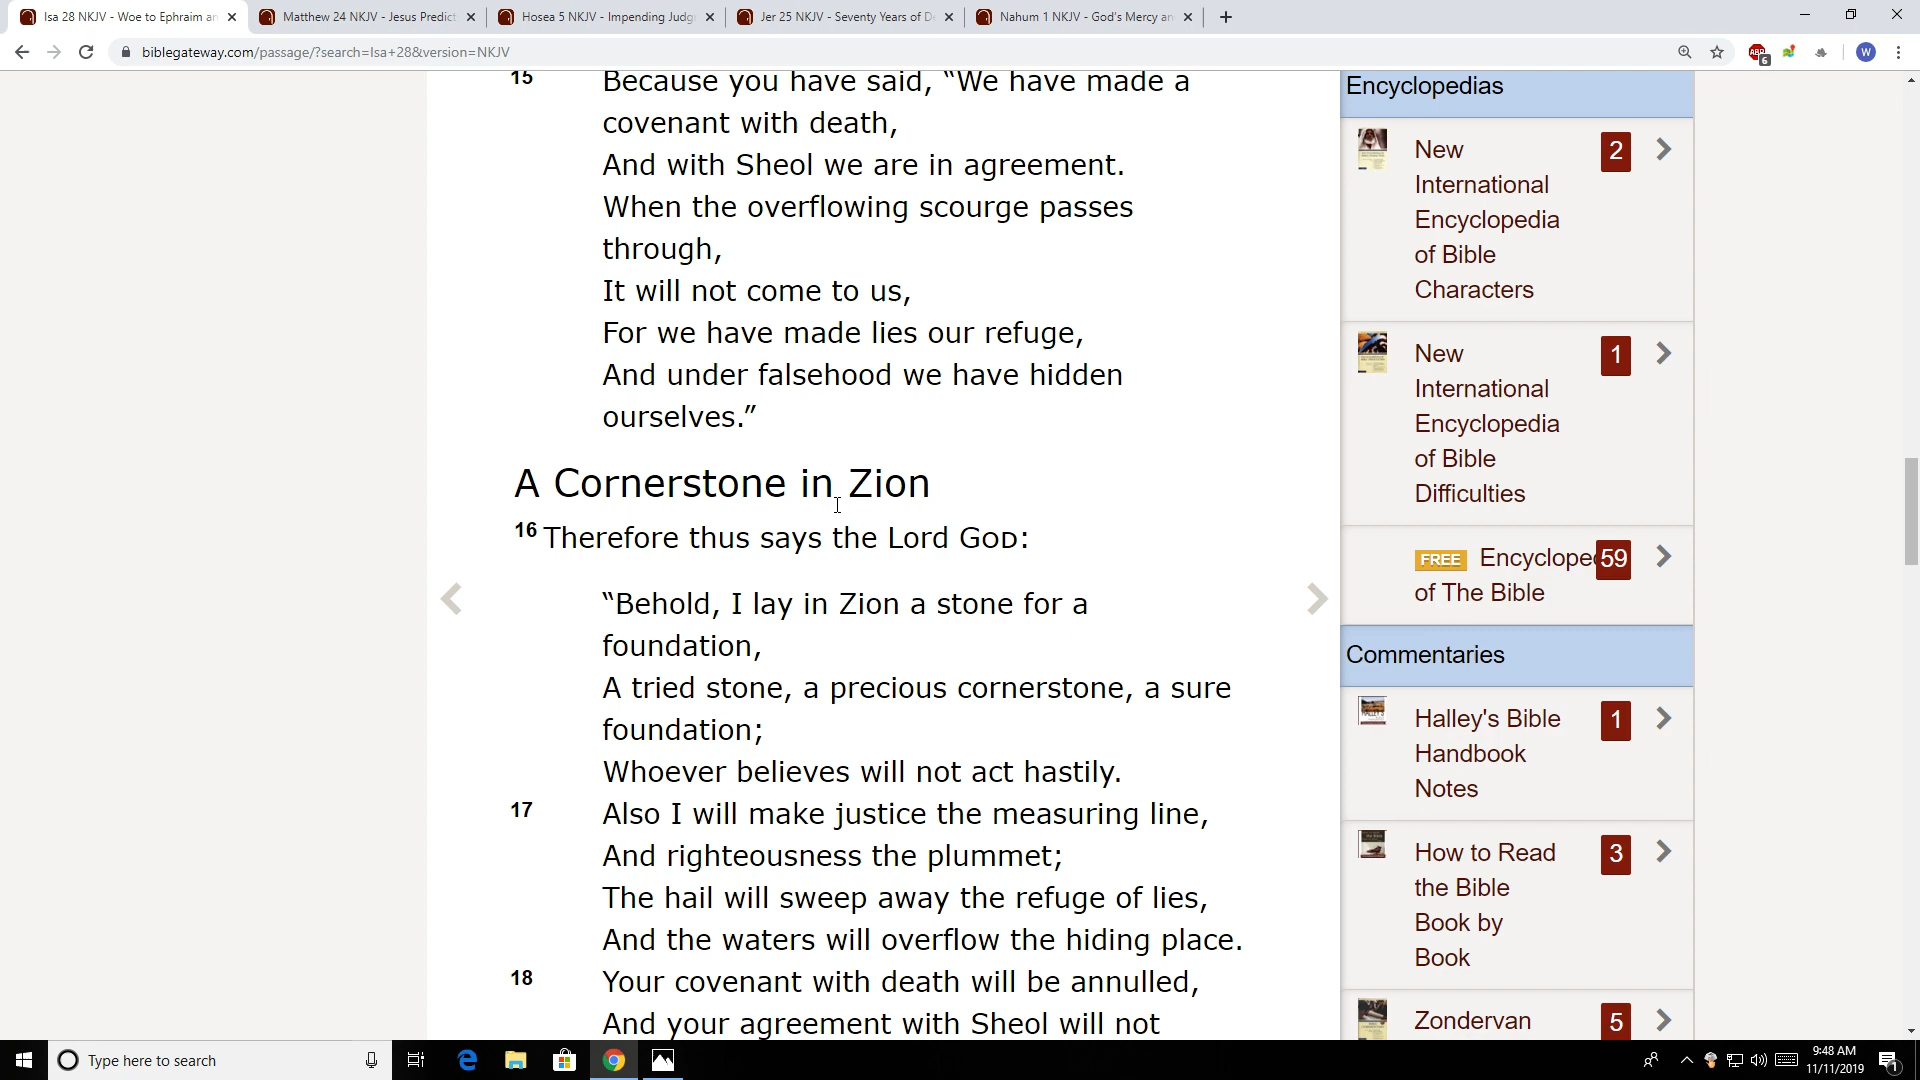 Isa 28 NKJV - Woe to Ephraim an
Matthew 24 NKJV - Jesus Predict
Hosea 5 NKJV - Impending Judg
Jer 25 NKJV - Seventy Years of De
Nahum 1 NKJV - God's Mercy an
biblegateway.com/passage/?search=Isa+28&version=NKJV
ABP
6
W
15 Because you have said, “We have made a
covenant with death,
And with Sheol we are in agreement.
When the overflowing scourge passes
through,
It will not come to us,
For we have made lies our refuge,
And under falsehood we have hidden
ourselves.”
A Cornerstone in Zion
16 Therefore thus says the Lord GOD:
“Behold, I lay in Zion a stone for a
foundation,
A tried stone, a precious cornerstone, a sure
foundation;
Whoever believes will not act hastily.
17 Also I will make justice the measuring line,
And righteousness the plummet;
The hail will sweep away the refuge of lies,
And the waters will overflow the hiding place.
18 Your covenant with death will be annulled,
And your agreement with Sheol will not
Encyclopedias
New 2
International
Encyclopedia
of Bible
Characters
New 1
International
Encyclopedia
of Bible
Difficulties
FREE Encycloped 59
of The Bible
Commentaries
Halley's Bible 1
Handbook
Notes
How to Read 3
the Bible
Book by
Book
Zondervan 5
Type here to search
9:48 AM
11/11/2019
1